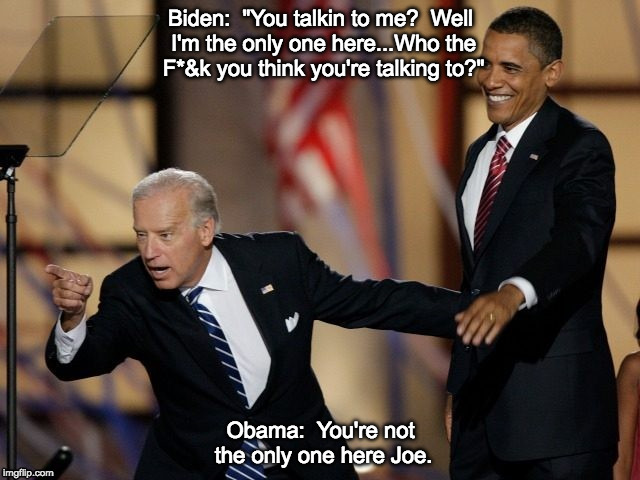 Biden:  "You talkin to me?  Well
I'm the only one here...Who the
F*&k you think you're talking to?"
Obama:  You're not
the only one here Joe.
imgflip.com